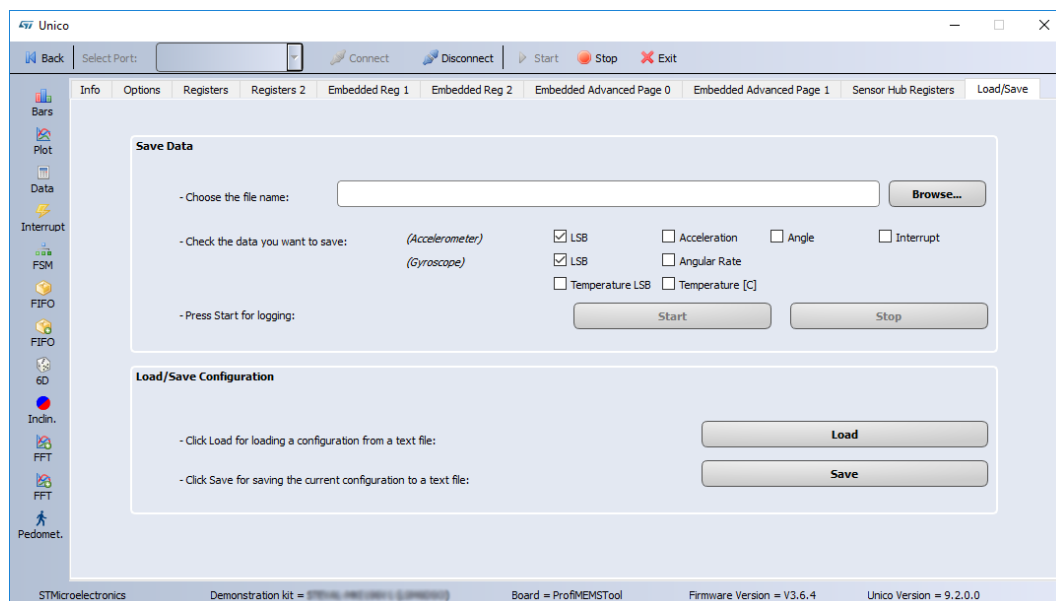 Unico
Back Select Port: Connect Disconnect Start Stop Exit
Info Options Registers Registers 2 Embedded Reg 1 Embedded Reg 2 Embedded Advanced Page 0 Embedded Advanced Page 1 Sensor Hub Registers Load/Save
Bars
Plot
Data
Interrupt
FSM
FIFO
FIFO
6D
Indin.
FFT
FFT
Pedomet.
Save Data
- Choose the file name: Browse...
- Check the data you want to save: (Accelerometer) LSB Acceleration Angle Interrupt
(Gyroscope) LSB Angular Rate
Temperature LSB Temperature [C]
- Press Start for logging: Start Stop
Load/Save Configuration
- Click Load for loading a configuration from a text file: Load
- Click Save for saving the current configuration to a text file: Save
STMicroelectronics Demonstration kit = Board = ProfiMEMSTool Firmware Version = V3.6.4 Unico Version = 9.2.0.0